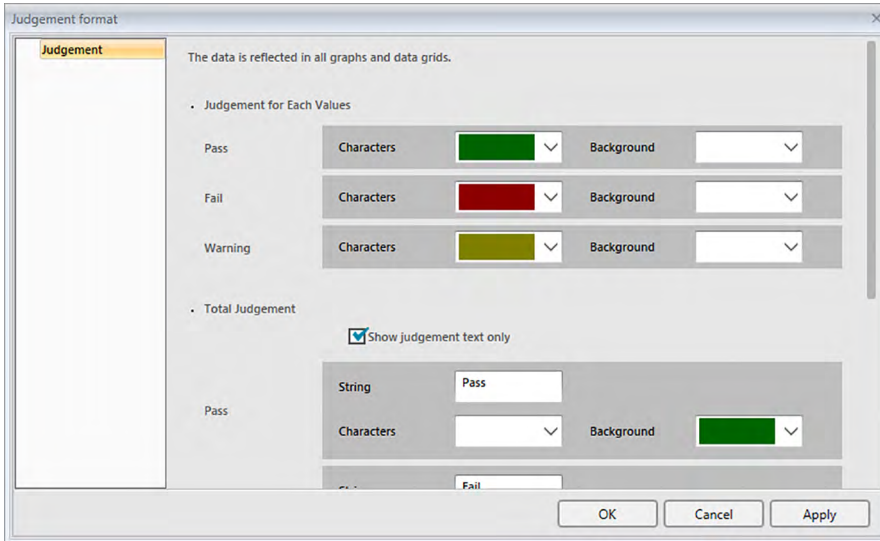 Judgement format
Judgement
The data is reflected in all graphs and data grids.
• Judgement for Each Values
Pass Characters Background
Fail Characters Background
Warning Characters Background
• Total Judgement
Show judgement text only
String Pass
Pass
Characters Background
Fail
OK Cancel Apply